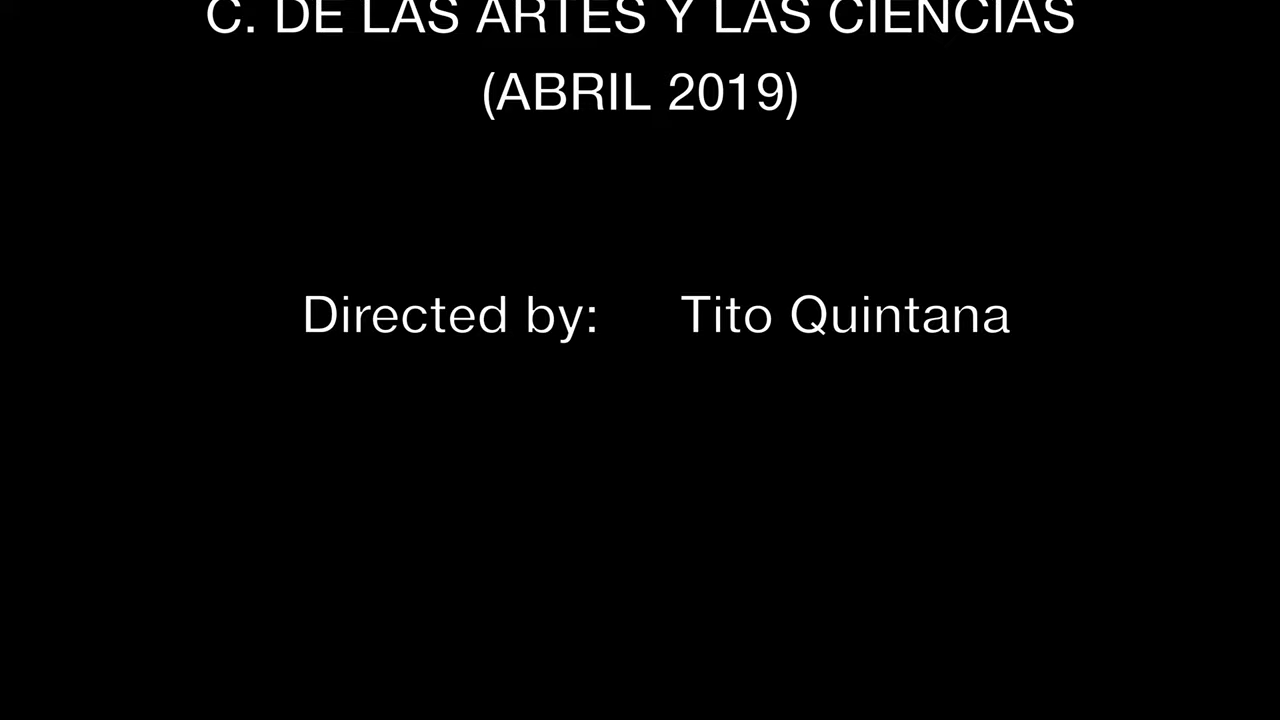 C. DE LAS ARTES Y LAS CIENCIAS
(ABRIL 2019)
Directed by: Tito Quintana